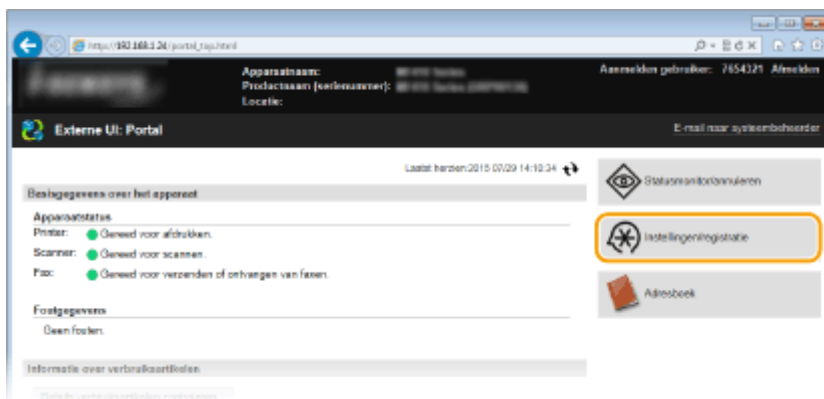 http://192.168.1.24/portal_top.html
Apparaatnaam:
Productnaam [serienummer]:
Locatie:
Aanmelden gebruiker: 7654321 Afmelden
Externe UI: Portal
E-mail naar systeembeheerder
Laatst herzien:2015 07/29 14:10:34
Basisgegevens over het apparaat
Apparaatstatus
Printer: Gereed voor afdrukken.
Scanner: Gereed voor scannen.
Fax: Gereed voor verzenden of ontvangen van faxen.
Foutgegevens
Geen fouten.
Informatie over verbruiksartikelen
Statusmonitor/annuleren
Instellingen/registratie
Adresboek